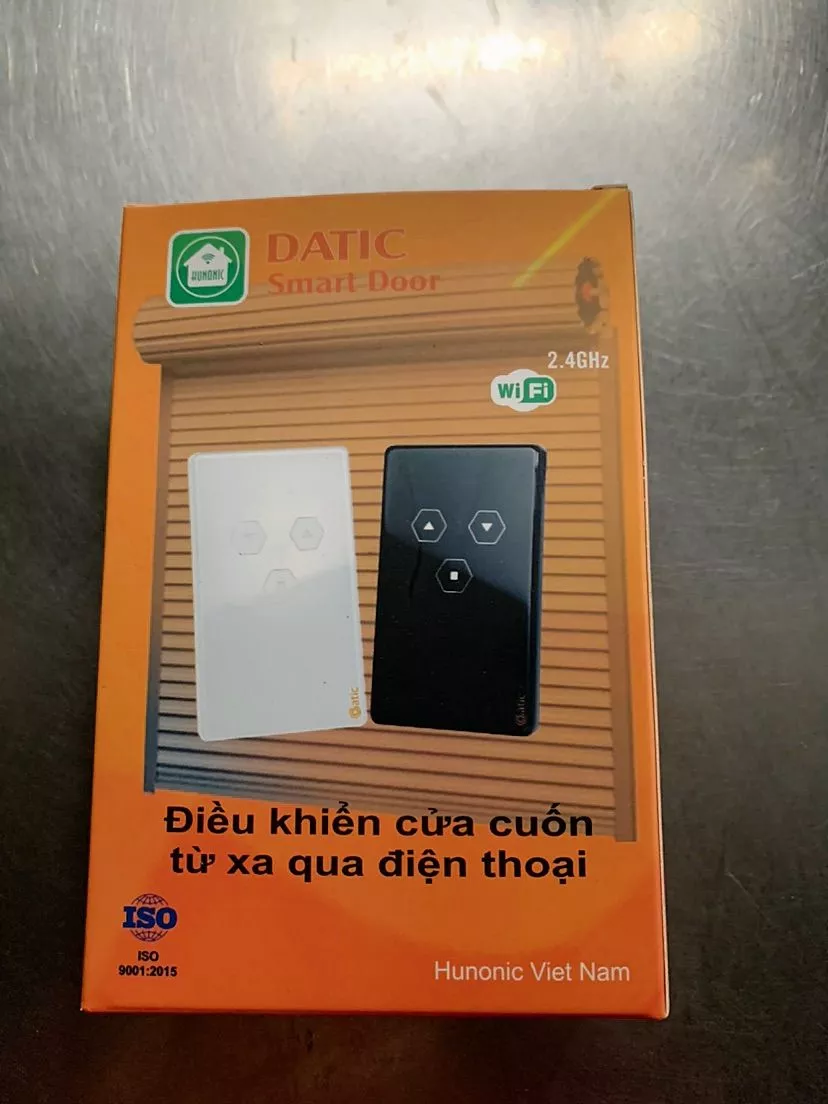 HUNONIC
DATIC
Smart Door
2.4GHz
WiFi
Datic
Datic
Điều khiển cửa cuốn
từ xa qua điện thoại
ISO
ISO
9001:2015
Hunonic Viet Nam